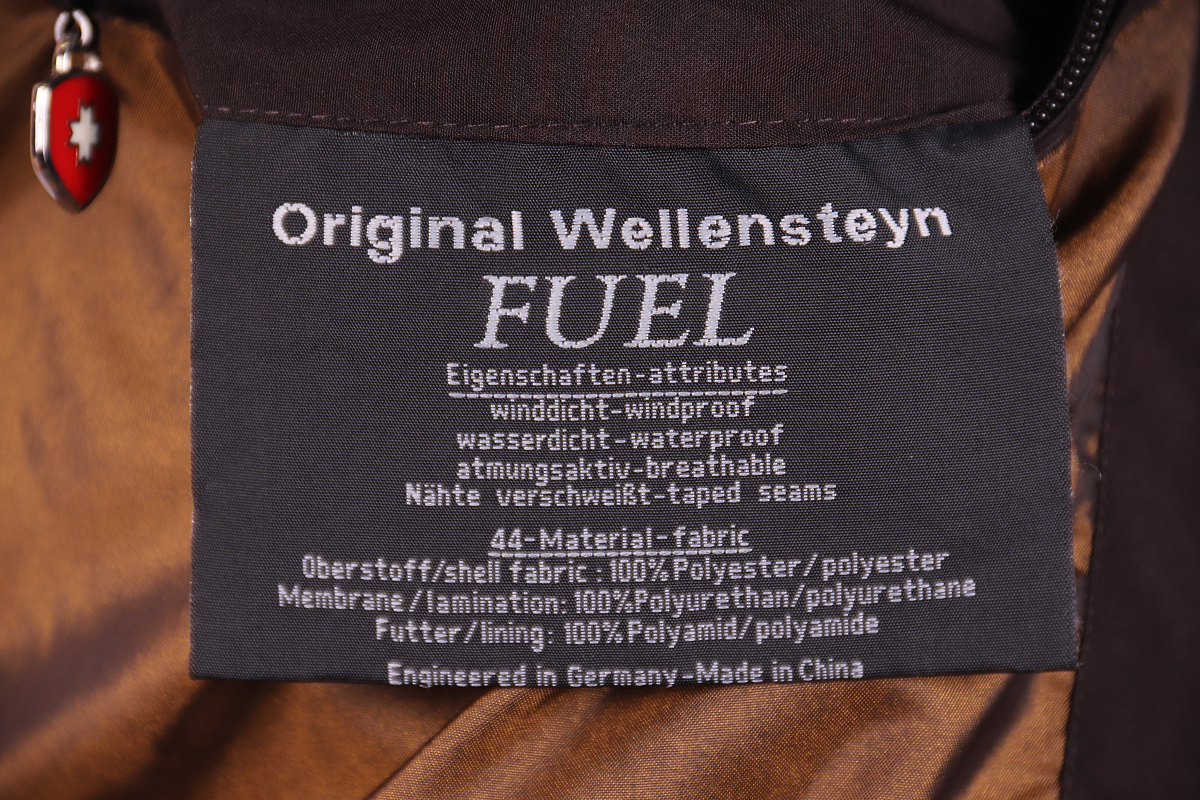 Original Wellensteyn
FUEL
Eigenschaften-attributes
winddicht-windproof
wasserdicht-waterproof
atmungsaktiv-breathable
Nähte verschweißt-taped seams
44-Material-fabric
Oberstoff/shell fabric : 100% Polyester/polyester
Membrane/lamination: 100% Polyurethan/polyurethane
Futter/lining: 100% Polyamid/polyamide
Engineered in Germany-Made in China